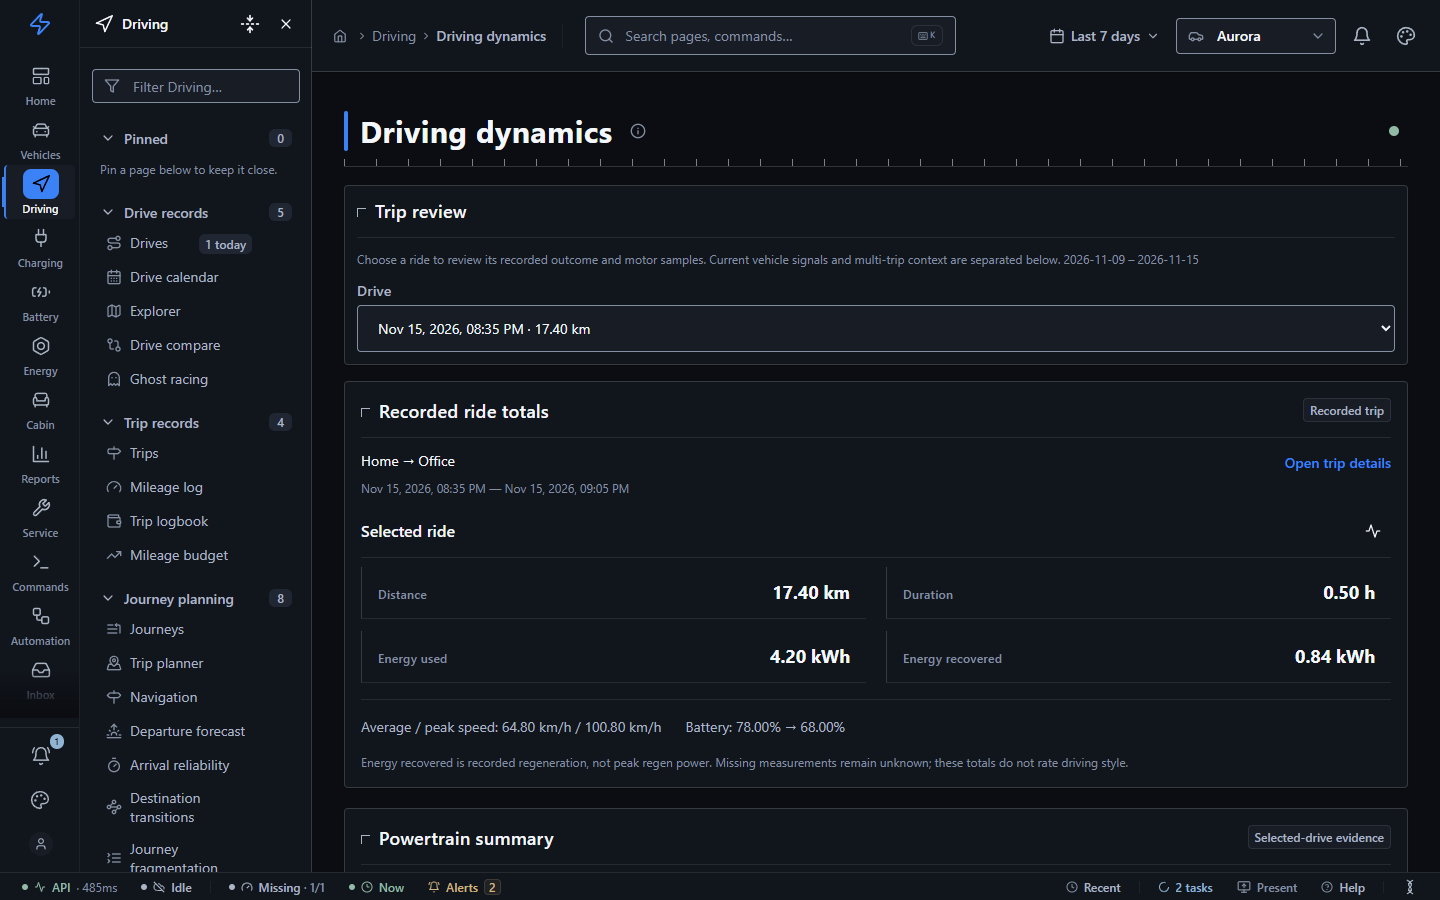 Driving
Home
Vehicles
Driving
Charging
Battery
Energy
Cabin
Reports
Service
Commands
Automation
Inbox
1
Filter Driving...
Pinned 0
Pin a page below to keep it close.
Drive records 5
Drives 1 today
Drive calendar
Explorer
Drive compare
Ghost racing
Trip records 4
Trips
Mileage log
Trip logbook
Mileage budget
Journey planning 8
Journeys
Trip planner
Navigation
Departure forecast
Arrival reliability
Destination
transitions
Journey
fragmentation
Driving Driving dynamics
Search pages, commands... K
Last 7 days
Aurora
Driving dynamics
Trip review
Choose a ride to review its recorded outcome and motor samples. Current vehicle signals and multi-trip context are separated below. 2026-11-09 – 2026-11-15
Drive
Nov 15, 2026, 08:35 PM · 17.40 km
Recorded ride totals Recorded trip
Home → Office Open trip details
Nov 15, 2026, 08:35 PM — Nov 15, 2026, 09:05 PM
Selected ride
Distance 17.40 km
Duration 0.50 h
Energy used 4.20 kWh
Energy recovered 0.84 kWh
Average / peak speed: 64.80 km/h / 100.80 km/h Battery: 78.00% → 68.00%
Energy recovered is recorded regeneration, not peak regen power. Missing measurements remain unknown; these totals do not rate driving style.
Powertrain summary Selected-drive evidence
API · 485ms Idle Missing · 1/1 Now Alerts 2 Recent 2 tasks Present Help